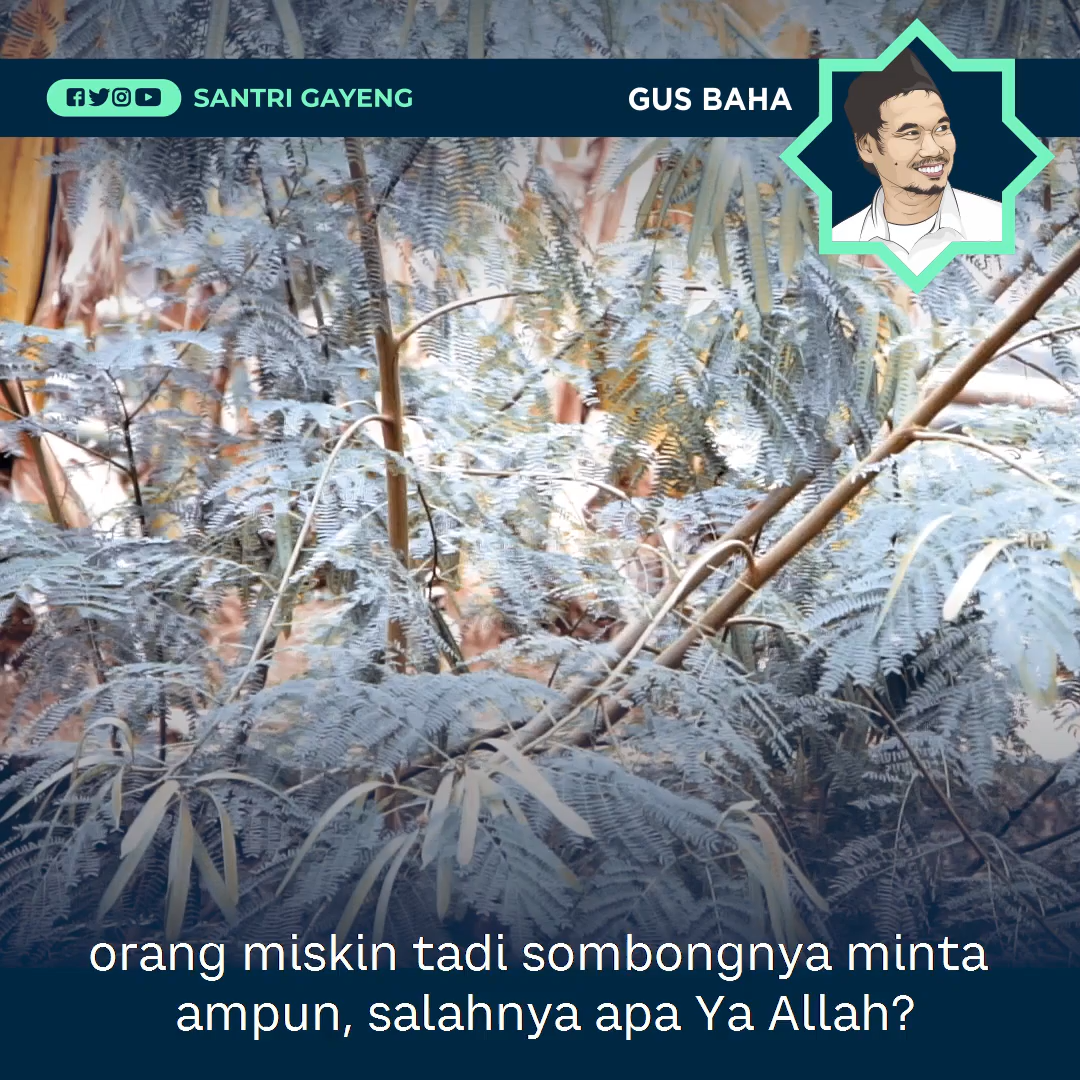 SANTRI GAYENG
GUS BAHA
orang miskin tadi sombongnya minta
ampun, salahnya apa Ya Allah?